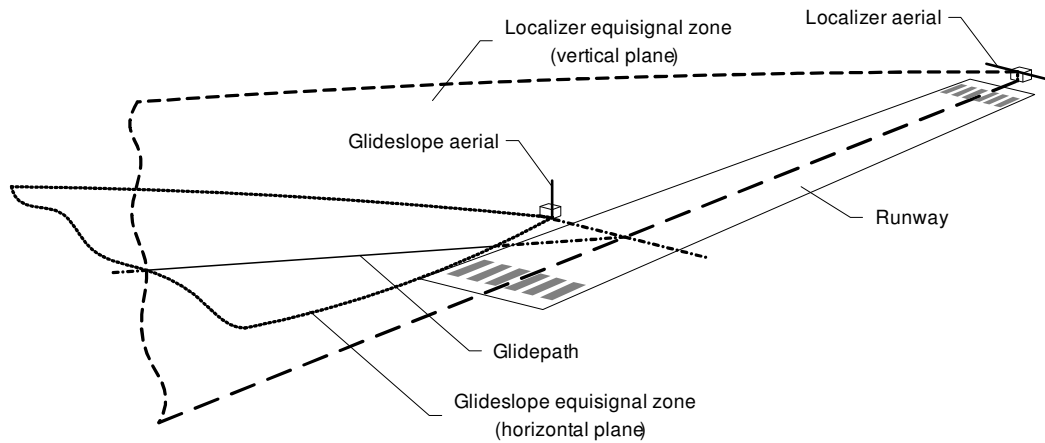 Localizer aerial
Localizer equisignal zone
(vertical plane)
Glideslope aerial
Runway
Glidepath
Glideslope equisignal zone
(horizontal plane)